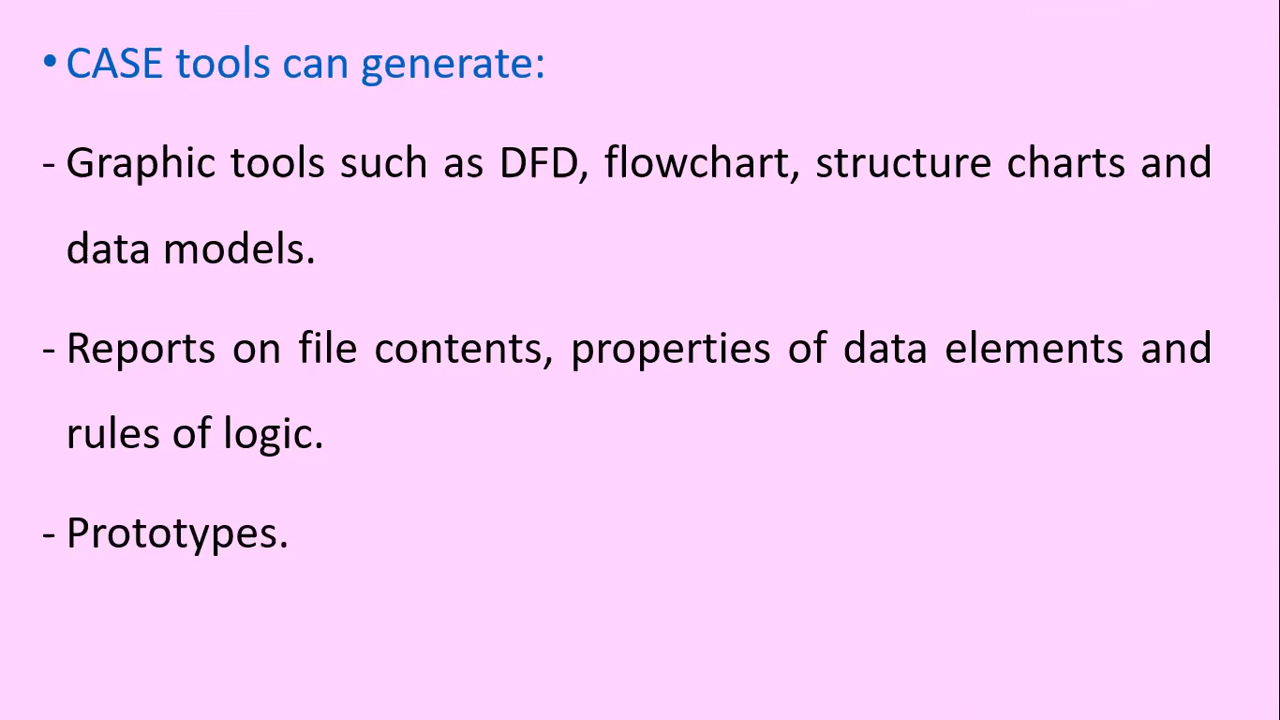 • CASE tools can generate:
- Graphic tools such as DFD, flowchart, structure charts and
data models.
- Reports on file contents, properties of data elements and
rules of logic.
- Prototypes.